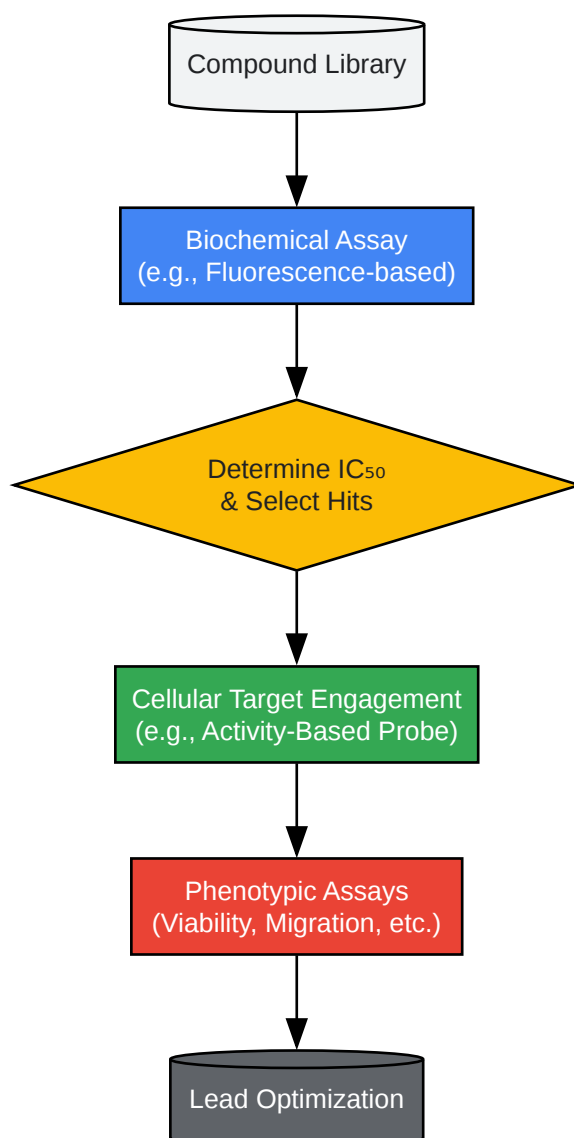 Compound Library
Biochemical Assay
(e.g., Fluorescence-based)
Determine IC₅₀
& Select Hits
Cellular Target Engagement
(e.g., Activity-Based Probe)
Phenotypic Assays
(Viability, Migration, etc.)
Lead Optimization